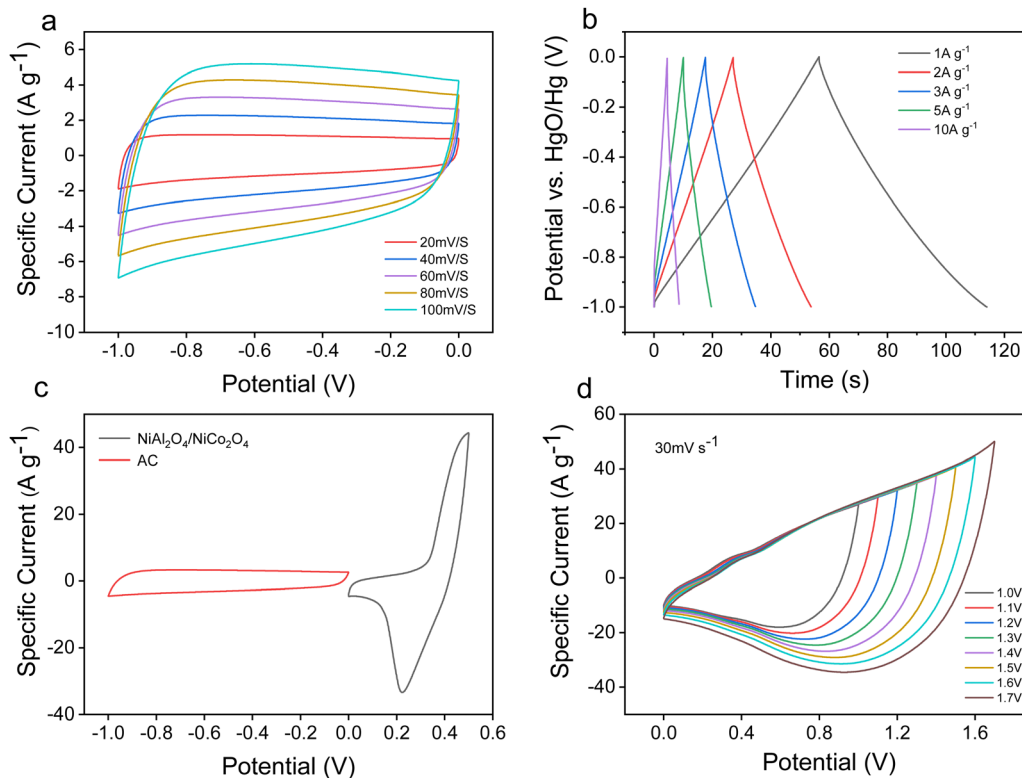 a
Specific Current (A g⁻¹)
6
4
2
0
-2
-4
-6
-8
-10
-1.0
-0.8
-0.6
-0.4
-0.2
0.0
Potential (V)
20mV/S
40mV/S
60mV/S
80mV/S
100mV/S
b
Potential vs. HgO/Hg (V)
0.0
-0.2
-0.4
-0.6
-0.8
-1.0
0
20
40
60
80
100
120
Time (s)
1A g⁻¹
2A g⁻¹
3A g⁻¹
5A g⁻¹
10A g⁻¹
c
Specific Current (A g⁻¹)
40
20
0
-20
-40
-1.0
-0.8
-0.6
-0.4
-0.2
0.0
0.2
0.4
0.6
Potential (V)
NiAl₂O₄/NiCo₂O₄
AC
d
Specific Current (A g⁻¹)
60
40
20
0
-20
-40
0.0
0.4
0.8
1.2
1.6
Potential (V)
30mV s⁻¹
1.0V
1.1V
1.2V
1.3V
1.4V
1.5V
1.6V
1.7V